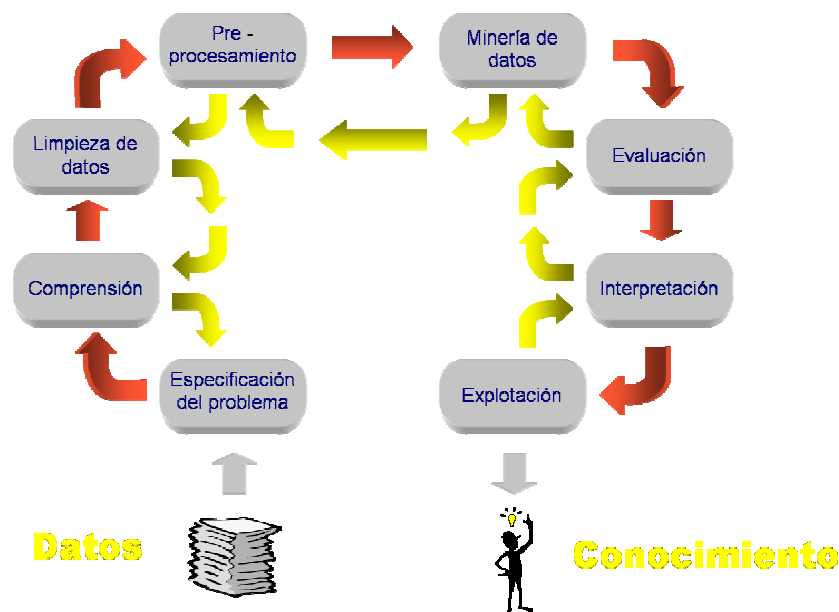 Pre -
procesamiento
Minería de
datos
Limpieza de
datos
Evaluación
Comprensión
Interpretación
Especificación
del problema
Explotación
Datos
Conocimiento